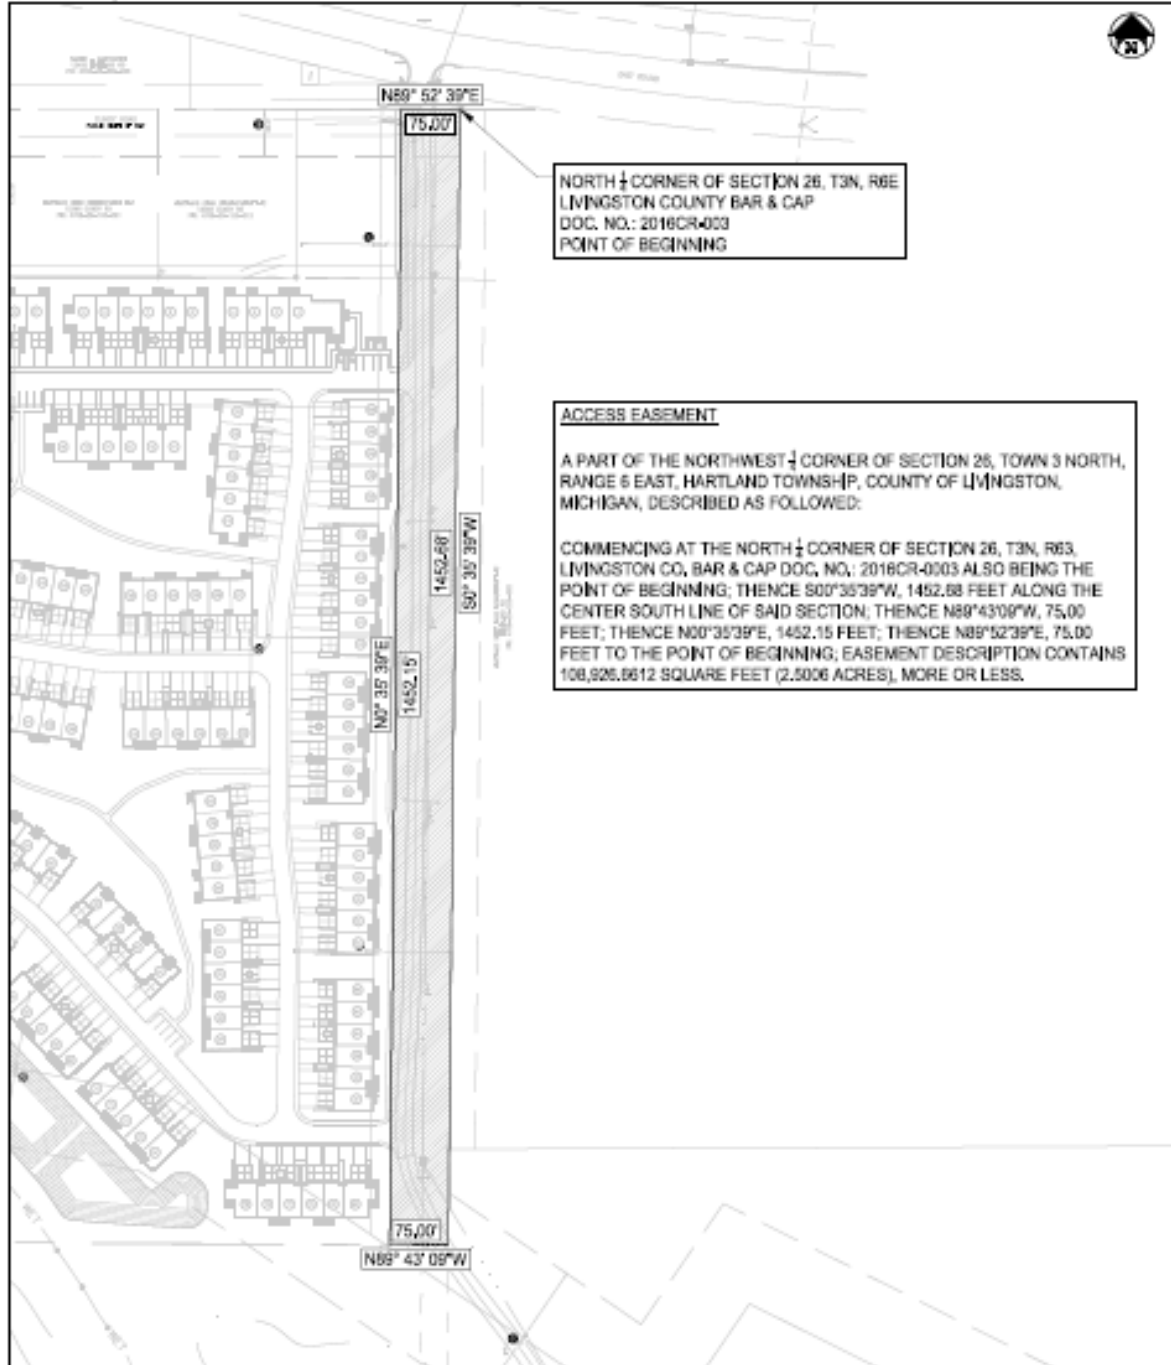 N
N89° 52' 39"E
75.00'
NORTH ¼ CORNER OF SECTION 26, T3N, R6E
LIVINGSTON COUNTY BAR & CAP
DOC. NO.: 2016CR-003
POINT OF BEGINNING
ACCESS EASEMENT
A PART OF THE NORTHWEST ¼ CORNER OF SECTION 26, TOWN 3 NORTH,
RANGE 6 EAST, HARTLAND TOWNSHIP, COUNTY OF LIVINGSTON,
MICHIGAN, DESCRIBED AS FOLLOWED:
COMMENCING AT THE NORTH ¼ CORNER OF SECTION 26, T3N, R63,
LIVINGSTON CO. BAR & CAP DOC. NO.: 2016CR-0003 ALSO BEING THE
POINT OF BEGINNING; THENCE S00°35'39"W, 1452.68 FEET ALONG THE
CENTER SOUTH LINE OF SAID SECTION; THENCE N89°43'09"W, 75.00
FEET; THENCE N00°35'39"E, 1452.15 FEET; THENCE N89°52'39"E, 75.00
FEET TO THE POINT OF BEGINNING; EASEMENT DESCRIPTION CONTAINS
108,926.6612 SQUARE FEET (2.5006 ACRES), MORE OR LESS.
1452.68'
S0° 35' 39"W
N0° 35' 39"E
1452.15'
75.00'
N89° 43' 09"W
WET
WET